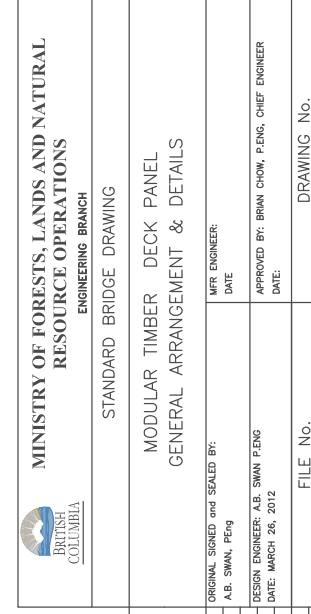 BRITISH
COLUMBIA
MINISTRY OF FORESTS, LANDS AND NATURAL
RESOURCE OPERATIONS
ENGINEERING BRANCH
STANDARD BRIDGE DRAWING
MODULAR TIMBER DECK PANEL
GENERAL ARRANGEMENT & DETAILS
ORIGINAL SIGNED and SEALED BY:
A.B. SWAN, PEng
MFR ENGINEER:
DATE
DESIGN ENGINEER: A.B. SWAN P.ENG
DATE: MARCH 26, 2012
APPROVED BY: BRIAN CHOW, P.ENG, CHIEF ENGINEER
DATE:
FILE No.
DRAWING No.